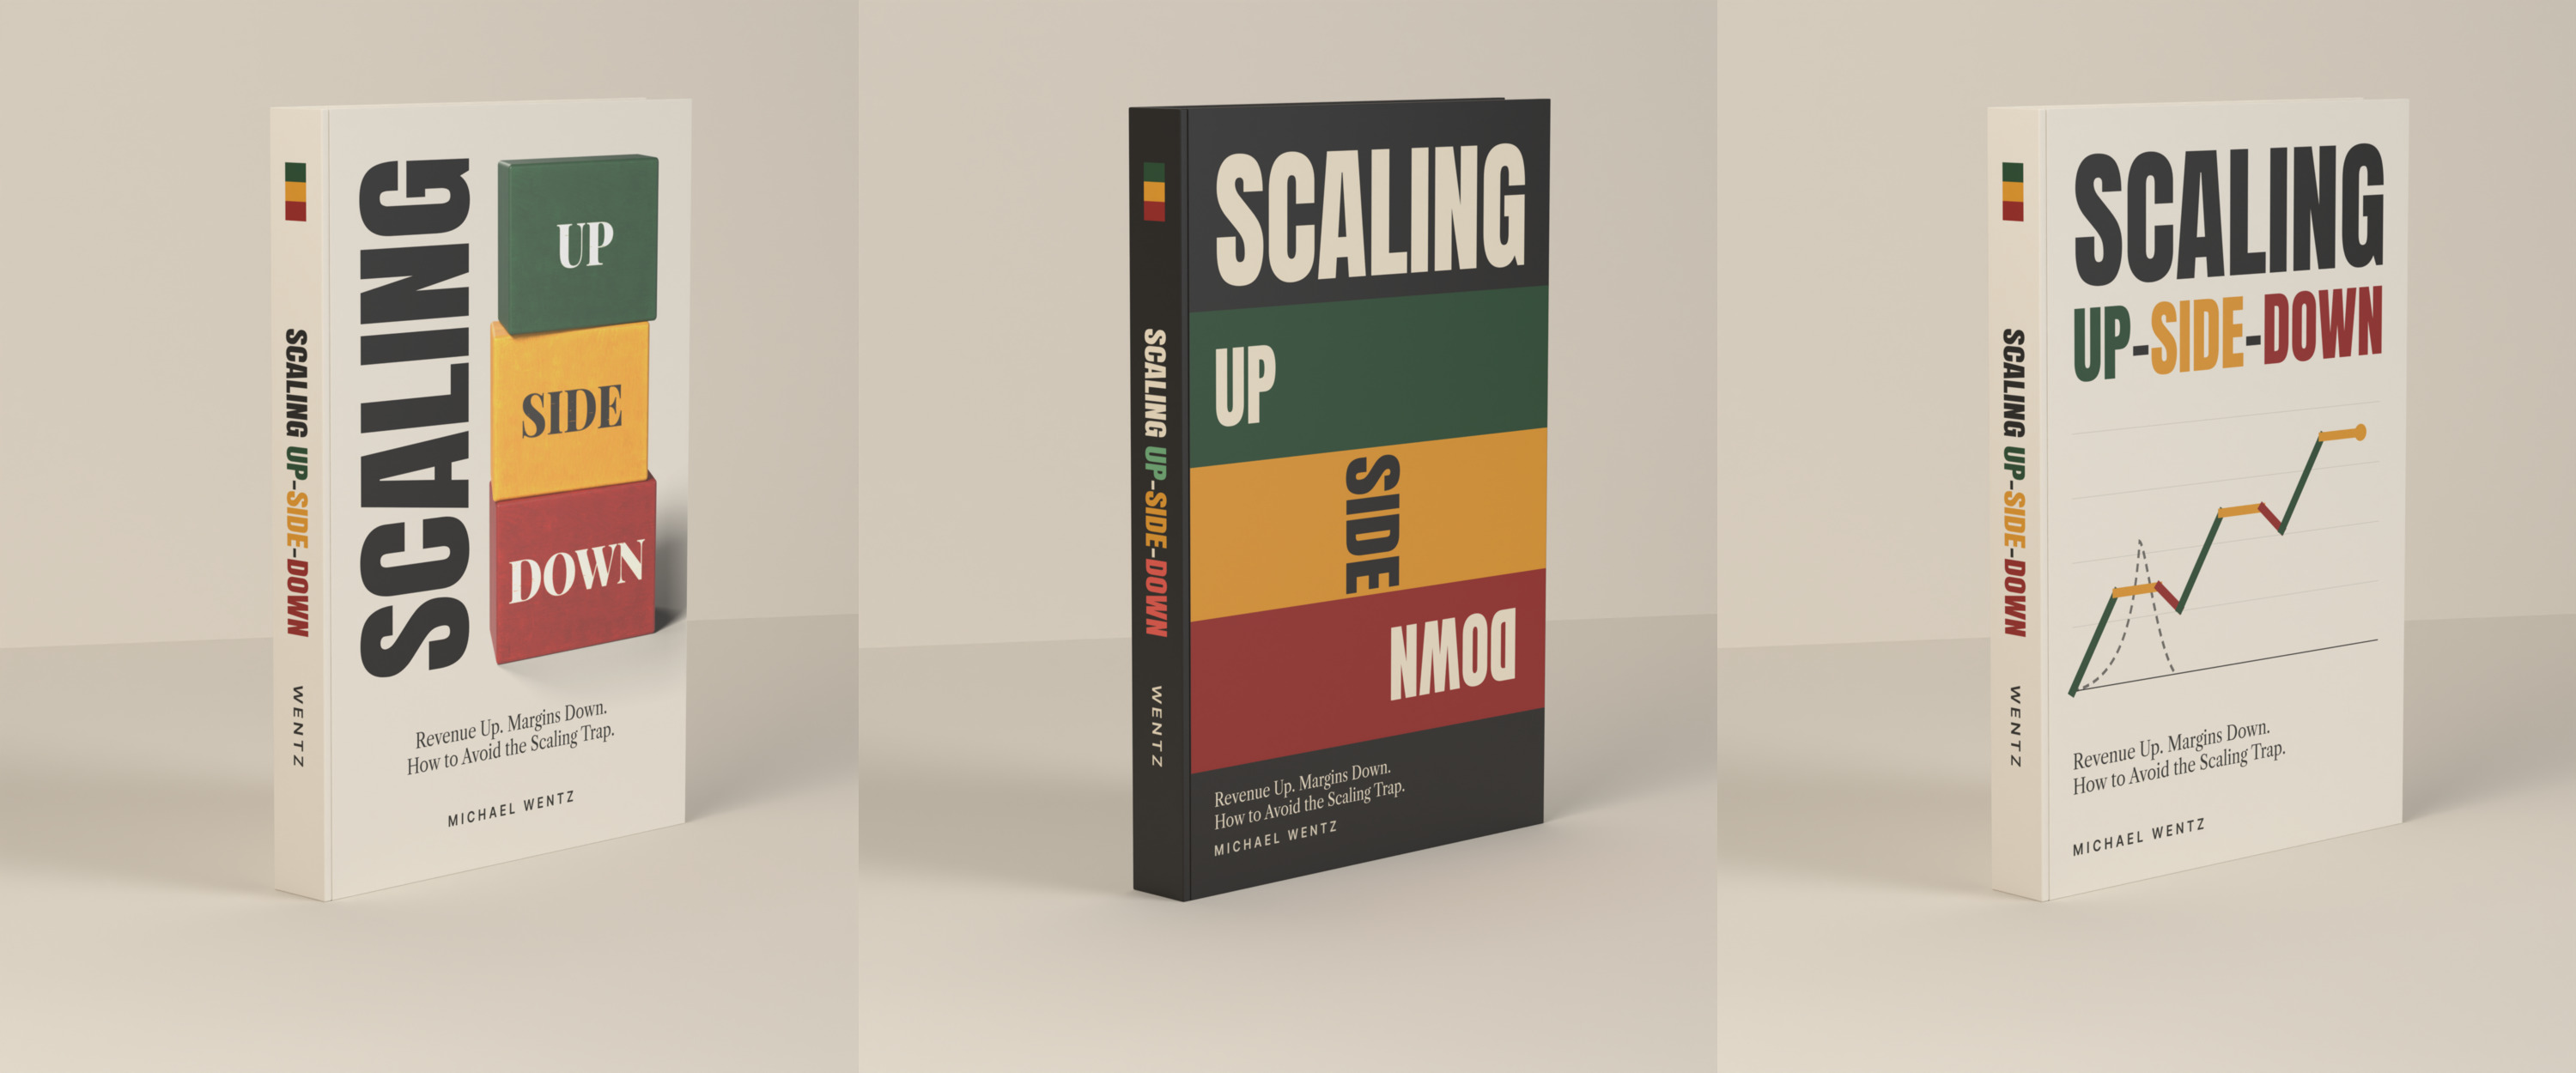 SCALING UP-SIDE-DOWN
WENTZ
SCALING
UP
SIDE
DOWN
Revenue Up. Margins Down.
How to Avoid the Scaling Trap.
MICHAEL WENTZ
SCALING UP-SIDE-DOWN
WENTZ
SCALING
UP
SIDE
DOWN
Revenue Up. Margins Down.
How to Avoid the Scaling Trap.
MICHAEL WENTZ
SCALING UP-SIDE-DOWN
WENTZ
SCALING
UP-SIDE-DOWN
Revenue Up. Margins Down.
How to Avoid the Scaling Trap.
MICHAEL WENTZ